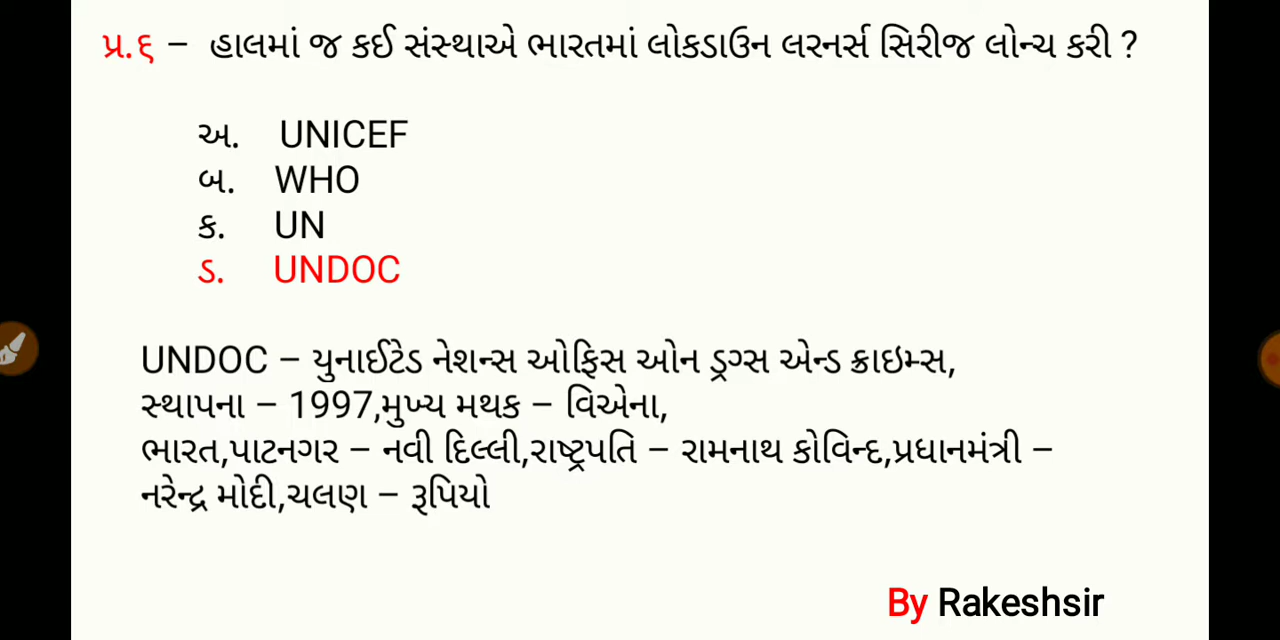 પ્ર.૬ – હાલમાં જ કઈ સંસ્થાએ ભારતમાં લોકડાઉન લરનર્સ સિરીજ લોન્ચ કરી ?
અ. UNICEF
બ. WHO
ક. UN
ડ. UNDOC
UNDOC – યુનાઈટેડ નેશન્સ ઓફિસ ઓન ડ્રગ્સ એન્ડ ક્રાઇમ્સ,
સ્થાપના – 1997,મુખ્ય મથક – વિએના,
ભારત,પાટનગર – નવી દિલ્લી,રાષ્ટ્રપતિ – રામનાથ કોવિન્દ,પ્રધાનમંત્રી –
નરેન્દ્ર મોદી,ચલણ – રૂપિયો
By Rakeshsir